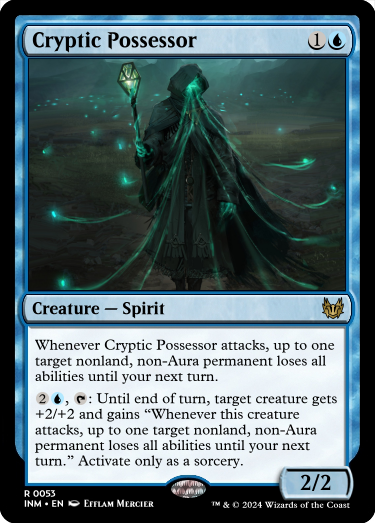 Cryptic Possessor 1
Creature — Spirit
Whenever Cryptic Possessor attacks, up to one
target nonland, non-Aura permanent loses all
abilities until your next turn.
2, : Until end of turn, target creature gets
+2/+2 and gains “Whenever this creature
attacks, up to one target nonland, non-Aura
permanent loses all abilities until your next
turn.” Activate only as a sorcery.
2/2
R 0053
INM • EN Efflam Mercier
™ & © 2024 Wizards of the Coast